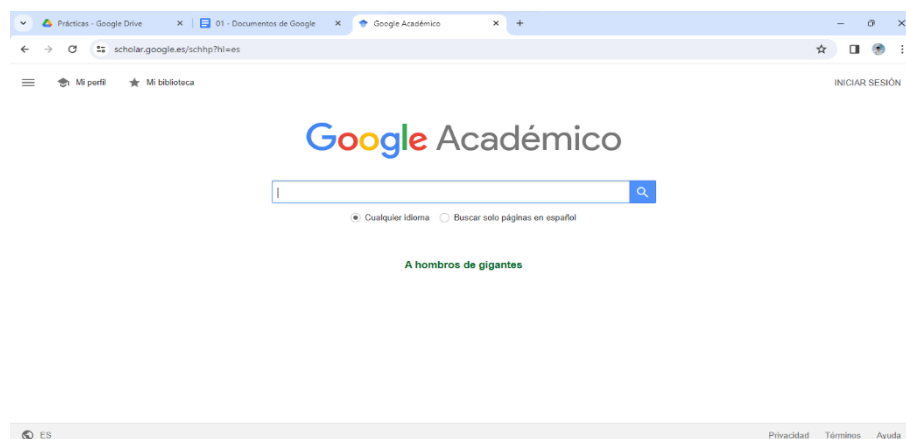 Prácticas - Google Drive
01 - Documentos de Google
Google Académico
scholar.google.es/schhp?hl=es
Mi perfil Mi biblioteca INICIAR SESIÓN
Google Académico
Cualquier idioma Buscar solo páginas en español
A hombros de gigantes
ES Privacidad Términos Ayuda